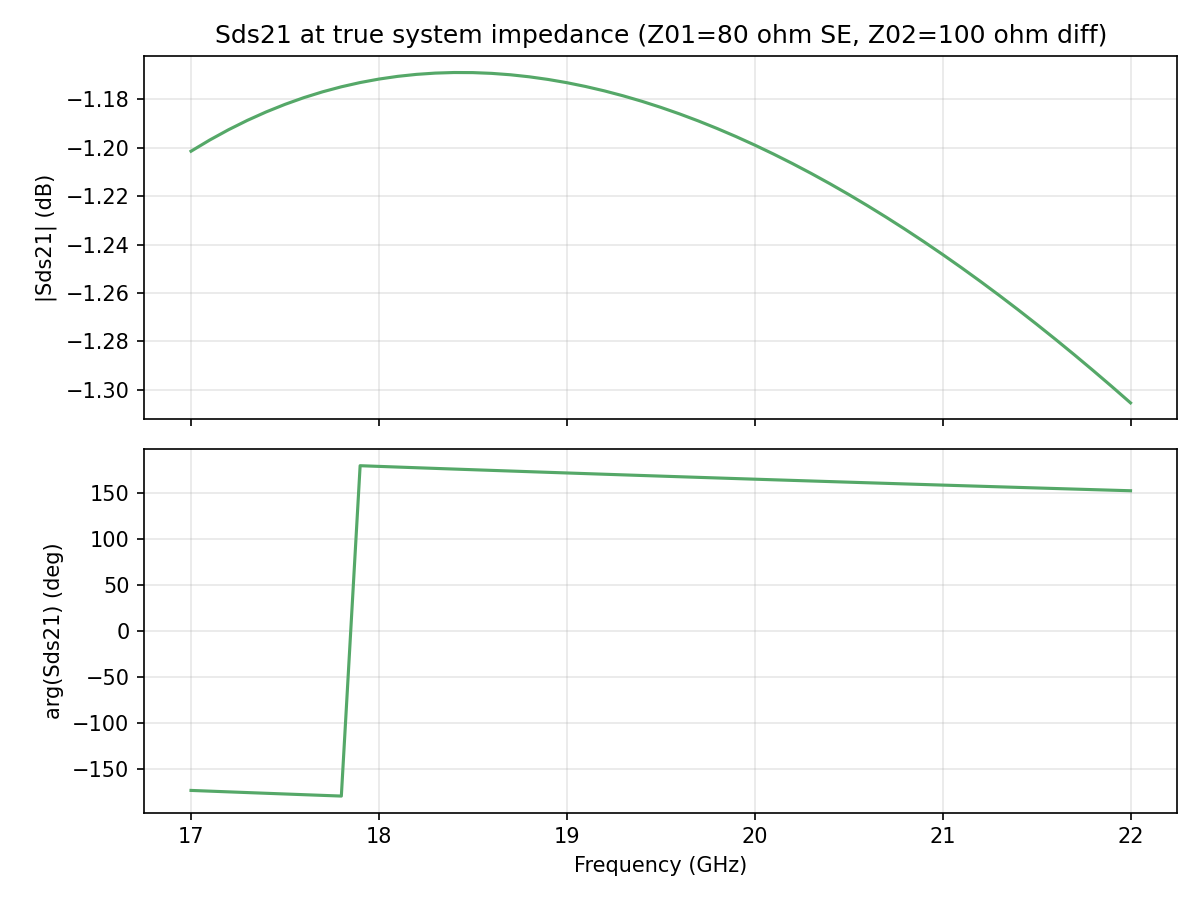 Sds21 at true system impedance (Z01=80 ohm SE, Z02=100 ohm diff)
|Sds21| (dB)
−1.18
−1.20
−1.22
−1.24
−1.26
−1.28
−1.30
arg(Sds21) (deg)
150
100
50
0
−50
−100
−150
17 18 19 20 21 22
Frequency (GHz)